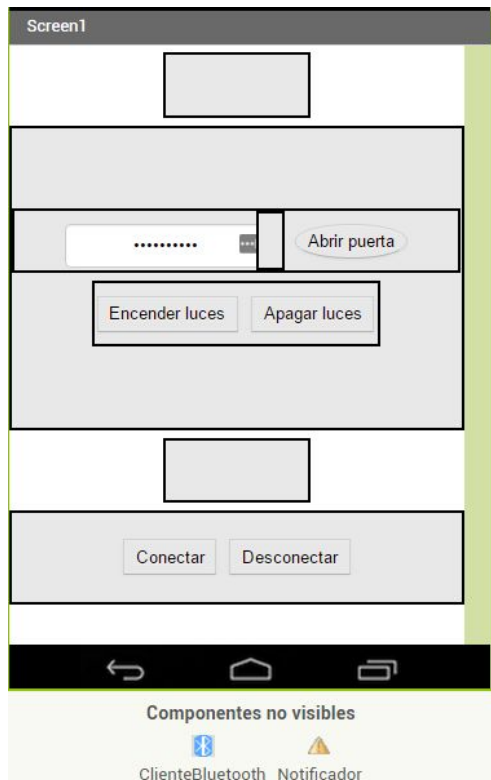 Screen1
•••••••••• Abrir puerta
Encender luces Apagar luces
Conectar Desconectar
Componentes no visibles
ClienteBluetooth Notificador